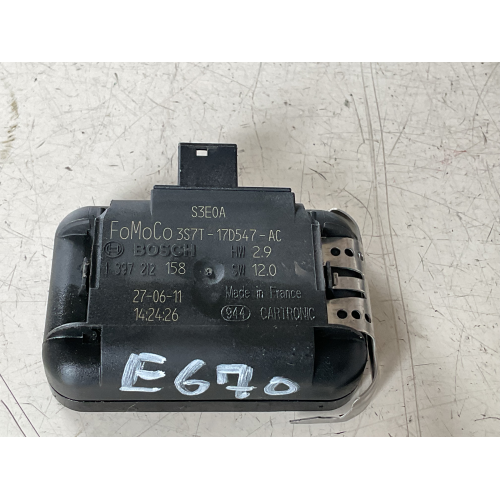 S3E0A
FoMoCo 3S7T-17D547-AC
BOSCH HW 2.9
1 397 212 158 SW 12.0
27-06-11 Made in France
14:24:26 944 CARTRONIC
E670